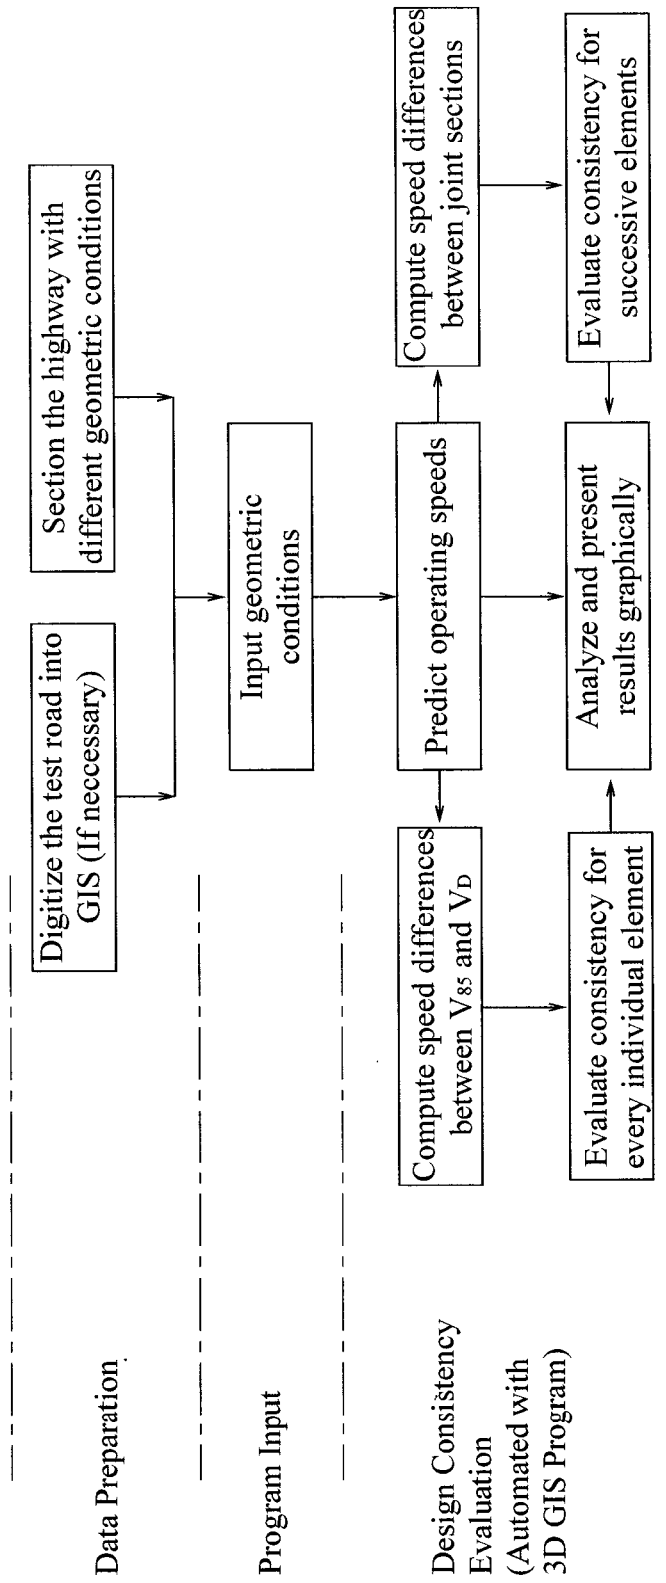 Data Preparation
Digitize the test road into
GIS (If neccessary)
Section the highway with
different geometric conditions
Program Input
Input geometric
conditions
Design Consistency
Evaluation
(Automated with
3D GIS Program)
Compute speed differences
between V85 and VD
Predict operating speeds
Compute speed differences
between joint sections
Evaluate consistency for
every individual element
Analyze and present
results graphically
Evaluate consistency for
successive elements